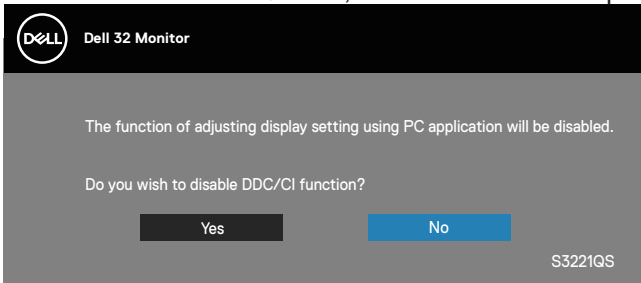 DELL
Dell 32 Monitor
The function of adjusting display setting using PC application will be disabled.
Do you wish to disable DDC/CI function?
Yes
No
S3221QS